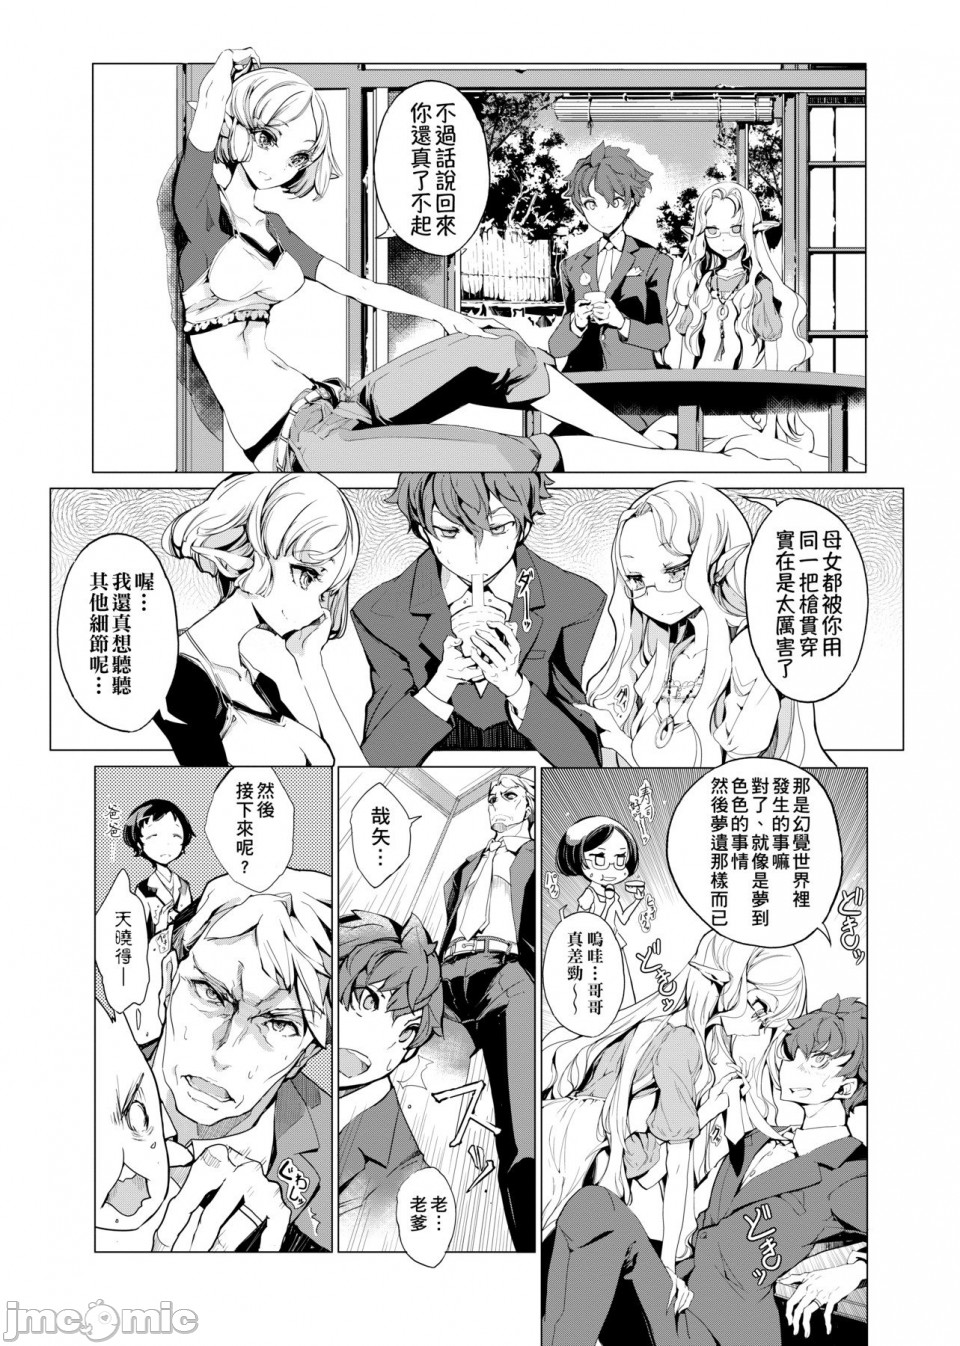 不過話說回來
你還真了不起
母女都被你用
同一把槍貫穿
實在是太厲害了
喔…
我還真想聽聽
其他細節呢…
那是幻覺世界裡
發生的事嘛
對了、就像是夢到
色色的事情
然後夢遺那樣而已
嗚哇…哥哥
真差勁～
哉矢…
老…
老爹
然後
接下來呢？
爸爸…
天曉得—
jmcomic